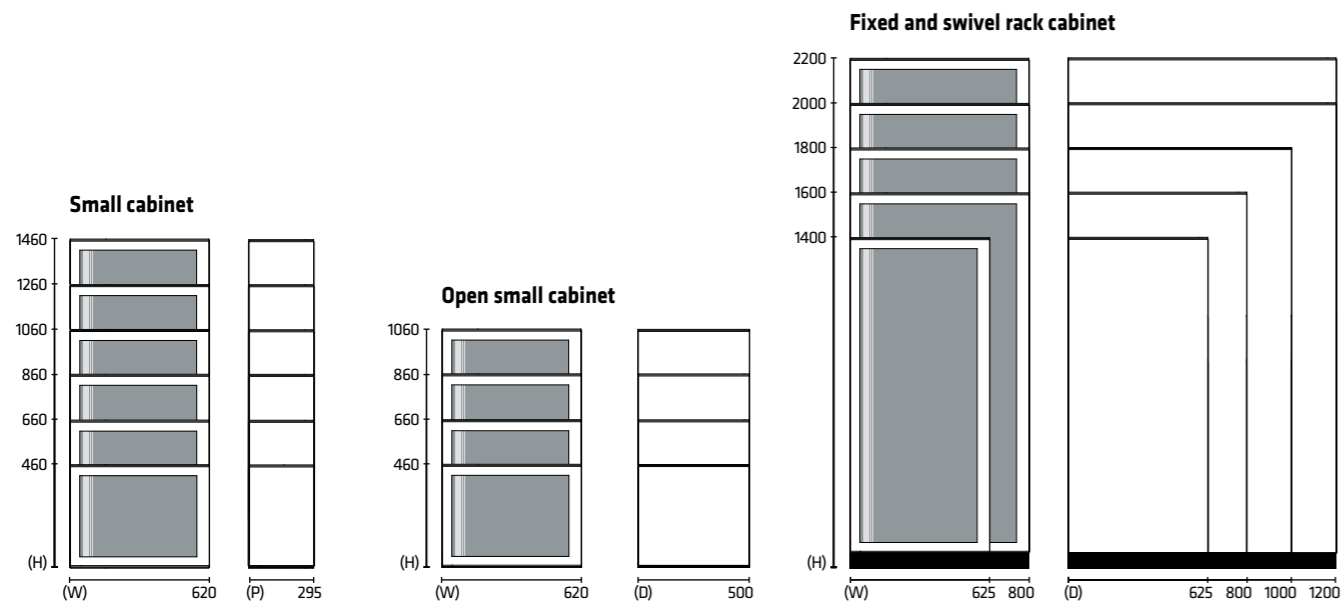 Fixed and swivel rack cabinet
2200
2000
1800
1600
1400
(H)
(W) 625 800
(D) 625 800 1000 1200
Small cabinet
1460
1260
1060
860
660
460
(H)
(W) 620
(P) 295
Open small cabinet
1060
860
660
460
(H)
(W) 620
(D) 500